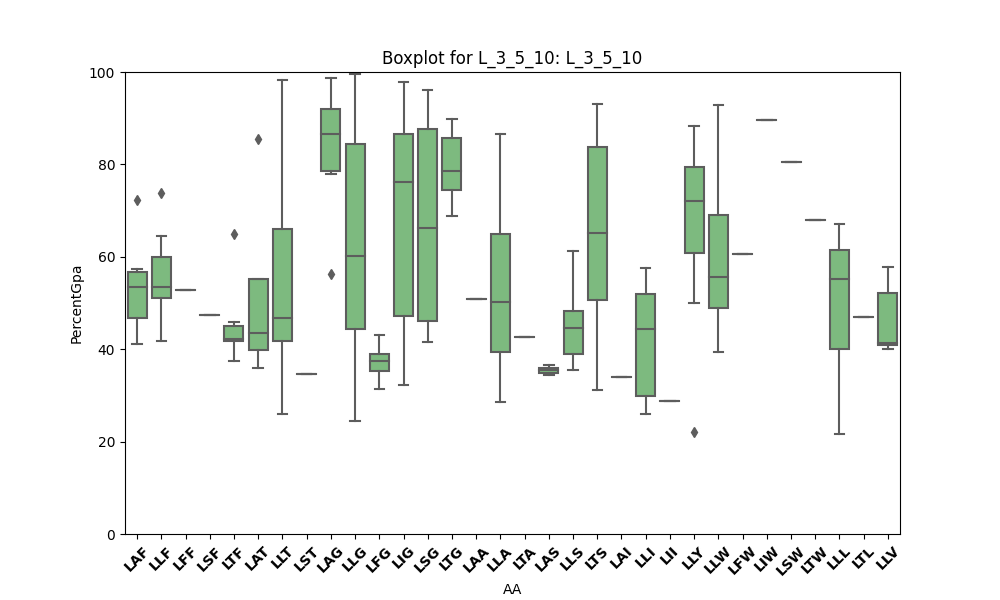 Boxplot for L_3_5_10: L_3_5_10
PercentGpa
100
80
60
40
20
0
LAF LLF LFF LSF LTF LAT LLT LST LAG LLG LFG LIG LSG LTG LAA LLA LTA LAS LLS LTS LAI LLI LII LLY LLW LFW LIW LSW LTW LLL LTL LLV
AA